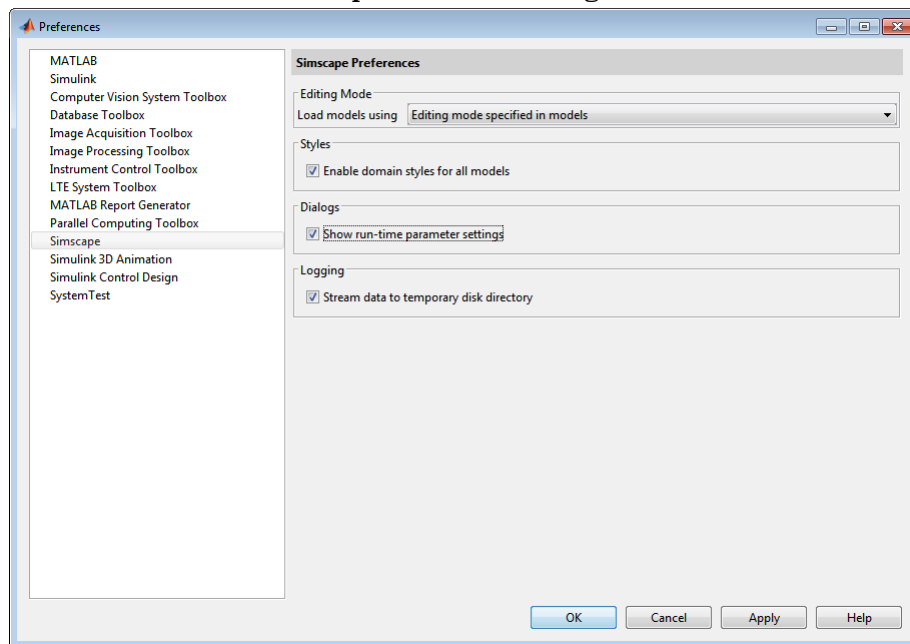 Preferences
MATLAB
Simulink
Computer Vision System Toolbox
Database Toolbox
Image Acquisition Toolbox
Image Processing Toolbox
Instrument Control Toolbox
LTE System Toolbox
MATLAB Report Generator
Parallel Computing Toolbox
Simscape
Simulink 3D Animation
Simulink Control Design
SystemTest
Simscape Preferences
Editing Mode
Load models using Editing mode specified in models
Styles
Enable domain styles for all models
Dialogs
Show run-time parameter settings
Logging
Stream data to temporary disk directory
OK Cancel Apply Help